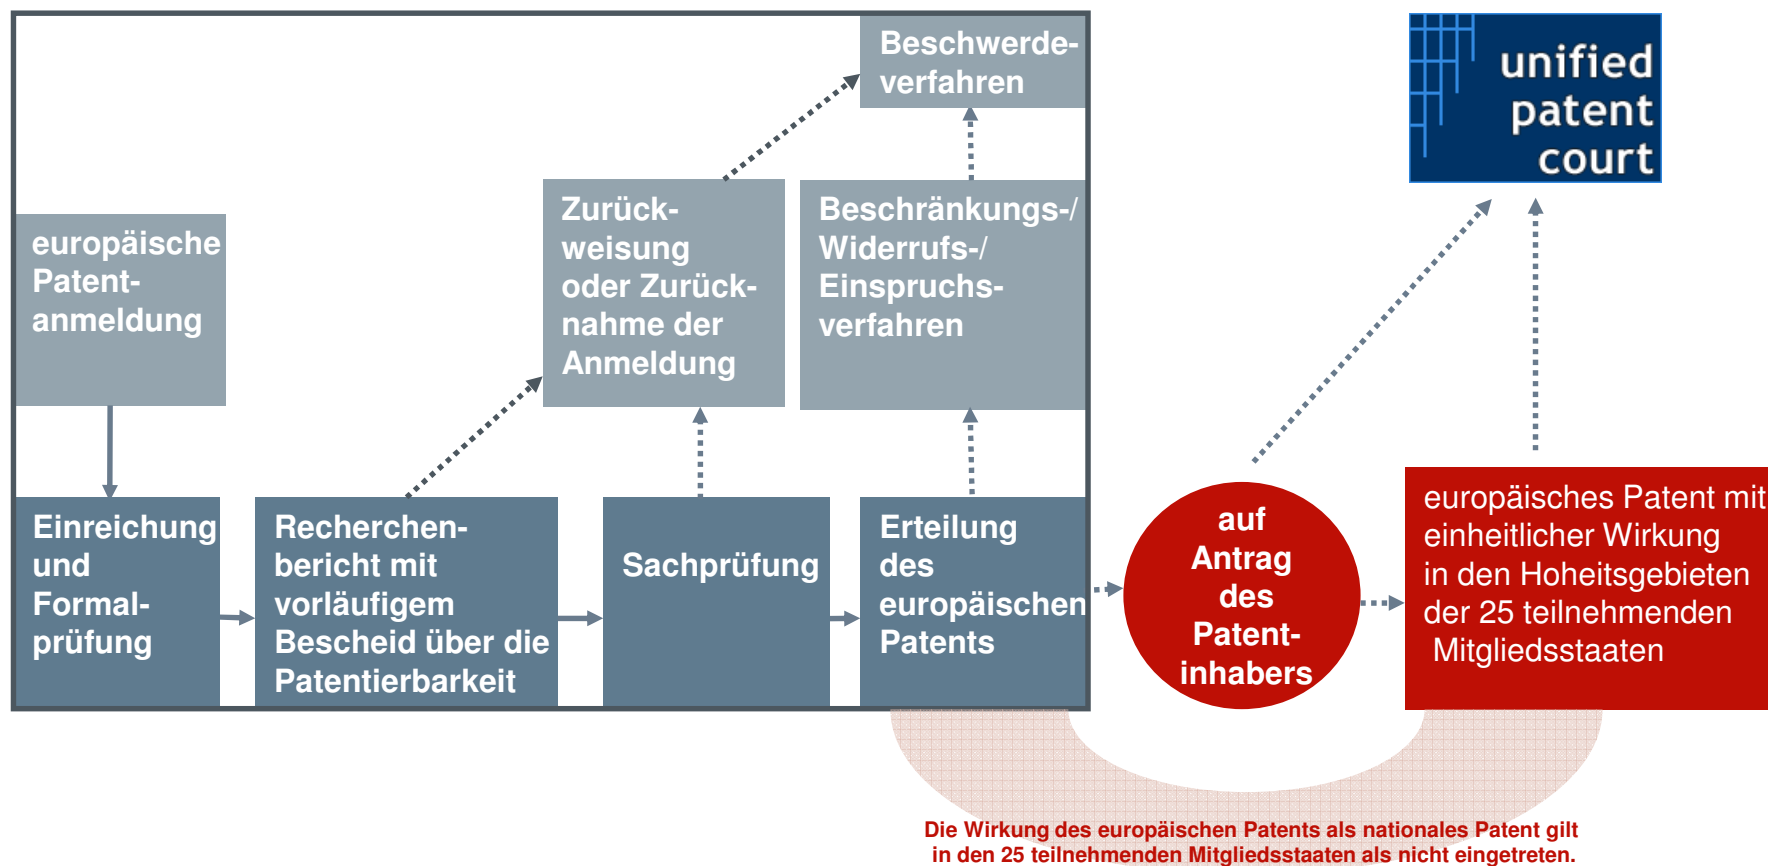 Beschwerde-
verfahren
unified
patent
court
europäische
Patent-
anmeldung
Zurück-
weisung
oder Zurück-
nahme der
Anmeldung
Beschränkungs-/
Widerrufs-/
Einspruchs-
verfahren
Einreichung
und
Formal-
prüfung
Recherchen-
bericht mit
vorläufigem
Bescheid über die
Patentierbarkeit
Sachprüfung
Erteilung
des
europäischen
Patents
auf
Antrag
des
Patent-
inhabers
europäisches Patent mit
einheitlicher Wirkung
in den Hoheitsgebieten
der 25 teilnehmenden
Mitgliedsstaaten
Die Wirkung des europäischen Patents als nationales Patent gilt
in den 25 teilnehmenden Mitgliedsstaaten als nicht eingetreten.